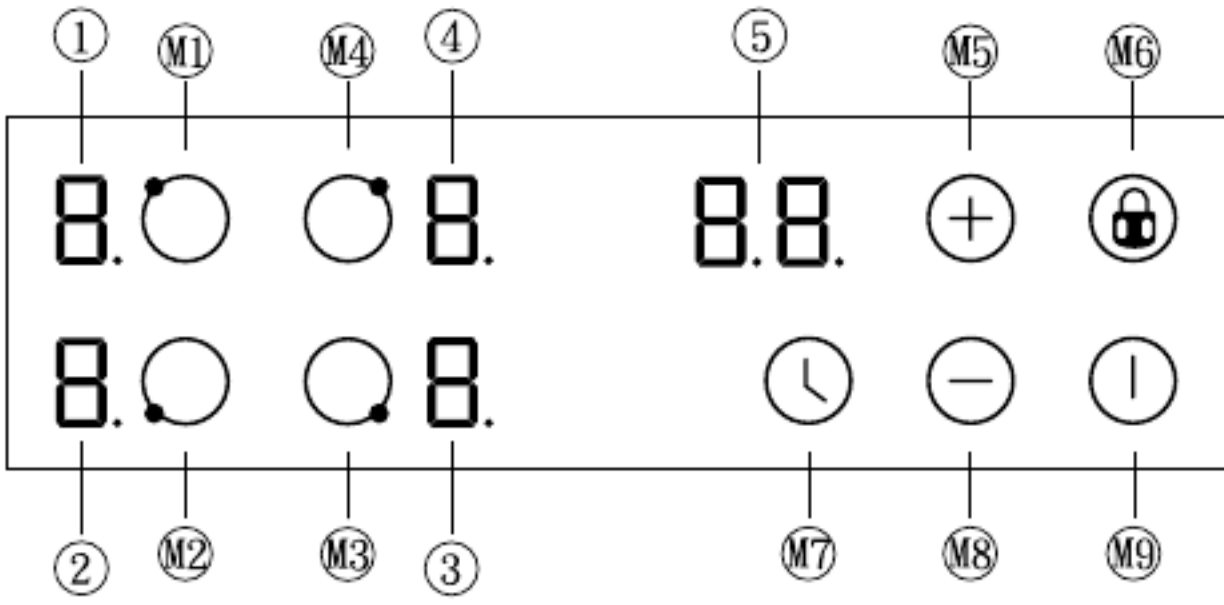 ① M1 M4 ④ ⑤ M5 M6
8. 8. 8.8.
8. 8.
② M2 M3 ③ M7 M8 M9